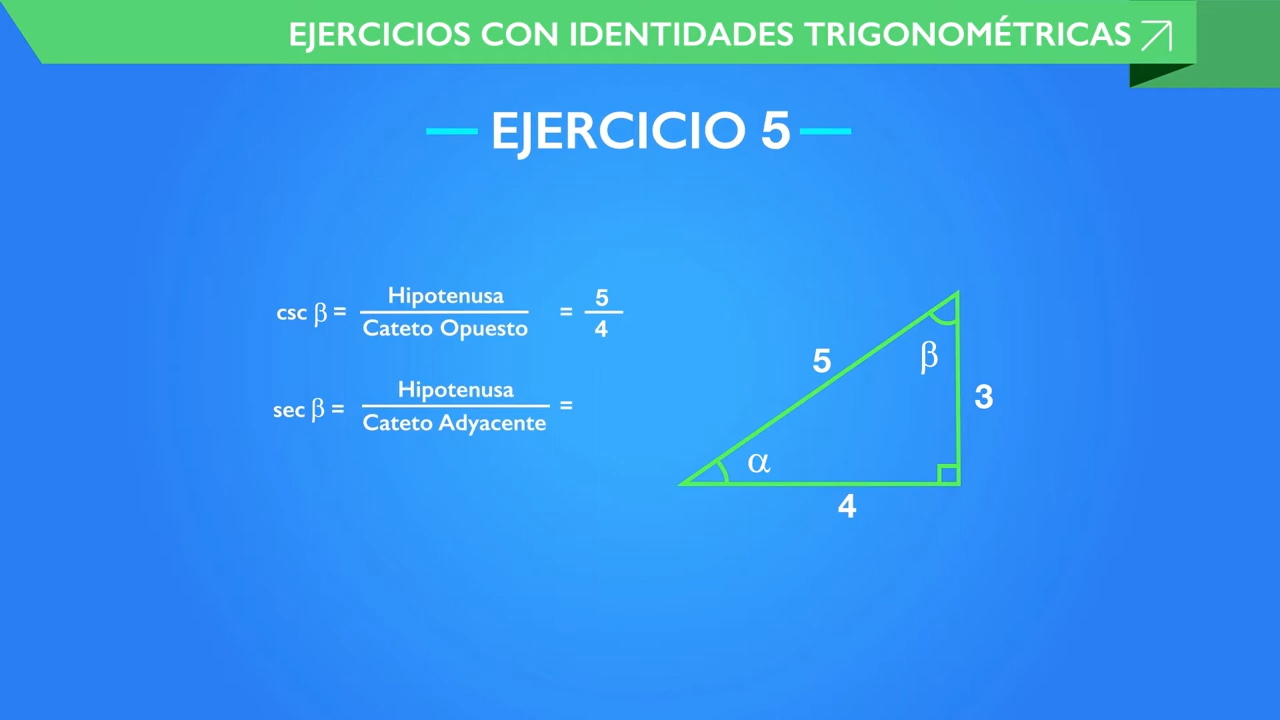 EJERCICIOS CON IDENTIDADES TRIGONOMÉTRICAS
EJERCICIO 5
csc β = Hipotenusa / Cateto Opuesto = 5 / 4
sec β = Hipotenusa / Cateto Adyacente =
5
β
3
α
4